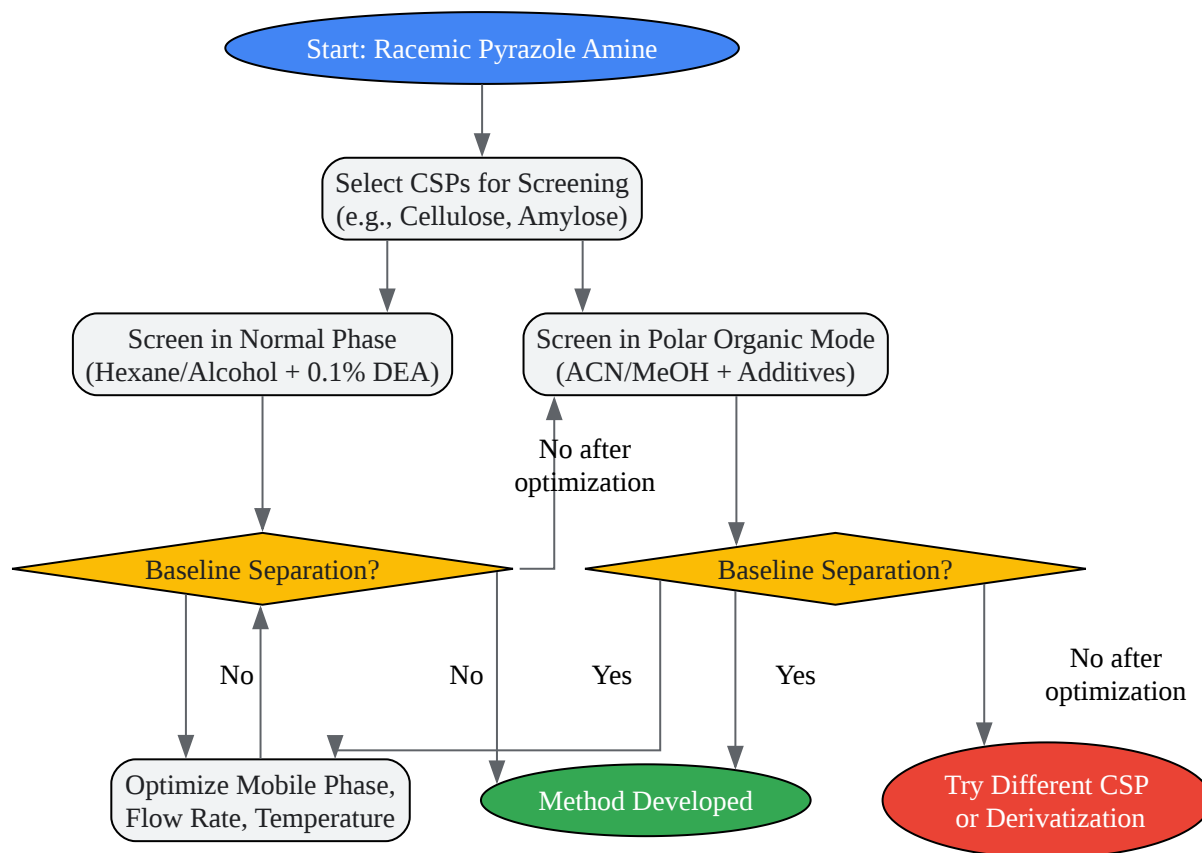 Start: Racemic Pyrazole Amine
Select CSPs for Screening
(e.g., Cellulose, Amylose)
Screen in Normal Phase
(Hexane/Alcohol + 0.1% DEA)
Screen in Polar Organic Mode
(ACN/MeOH + Additives)
No after
optimization
Baseline Separation?
Baseline Separation?
No
No
Yes
Yes
No after
optimization
Optimize Mobile Phase,
Flow Rate, Temperature
Method Developed
Try Different CSP
or Derivatization